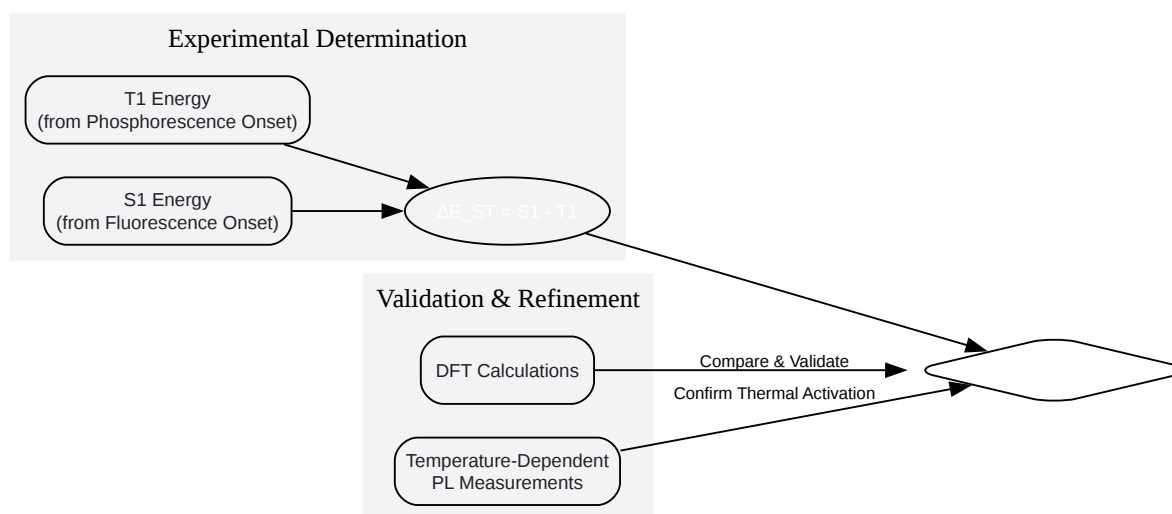 Experimental Determination
T1 Energy
(from Phosphorescence Onset)
S1 Energy
(from Fluorescence Onset)
ΔE_ST = S1 - T1
Validation & Refinement
DFT Calculations
Compare & Validate
Confirm Thermal Activation
Temperature-Dependent
PL Measurements